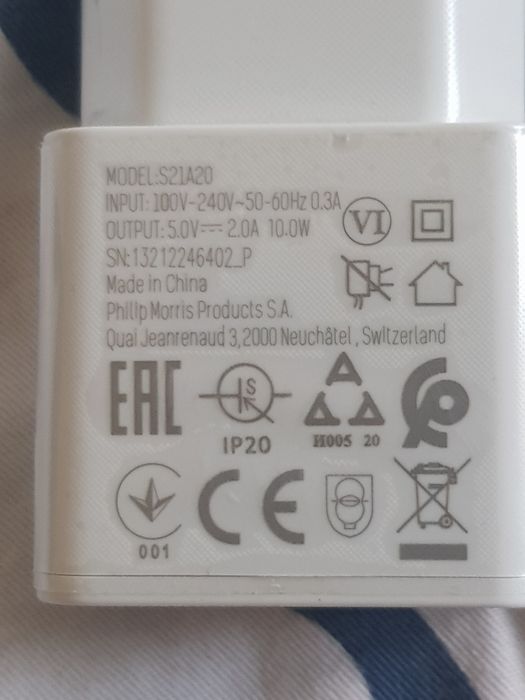 MODEL:S21A20
INPUT: 100V-240V~50-60Hz 0.3A
OUTPUT: 5.0V⎓ 2.0A 10.0W
VI
SN:13212246402_P
Made in China
Philip Morris Products S.A.
Quai Jeanrenaud 3, 2000 Neuchâtel , Switzerland
EAC
S
IP20
И005 20
001
CE